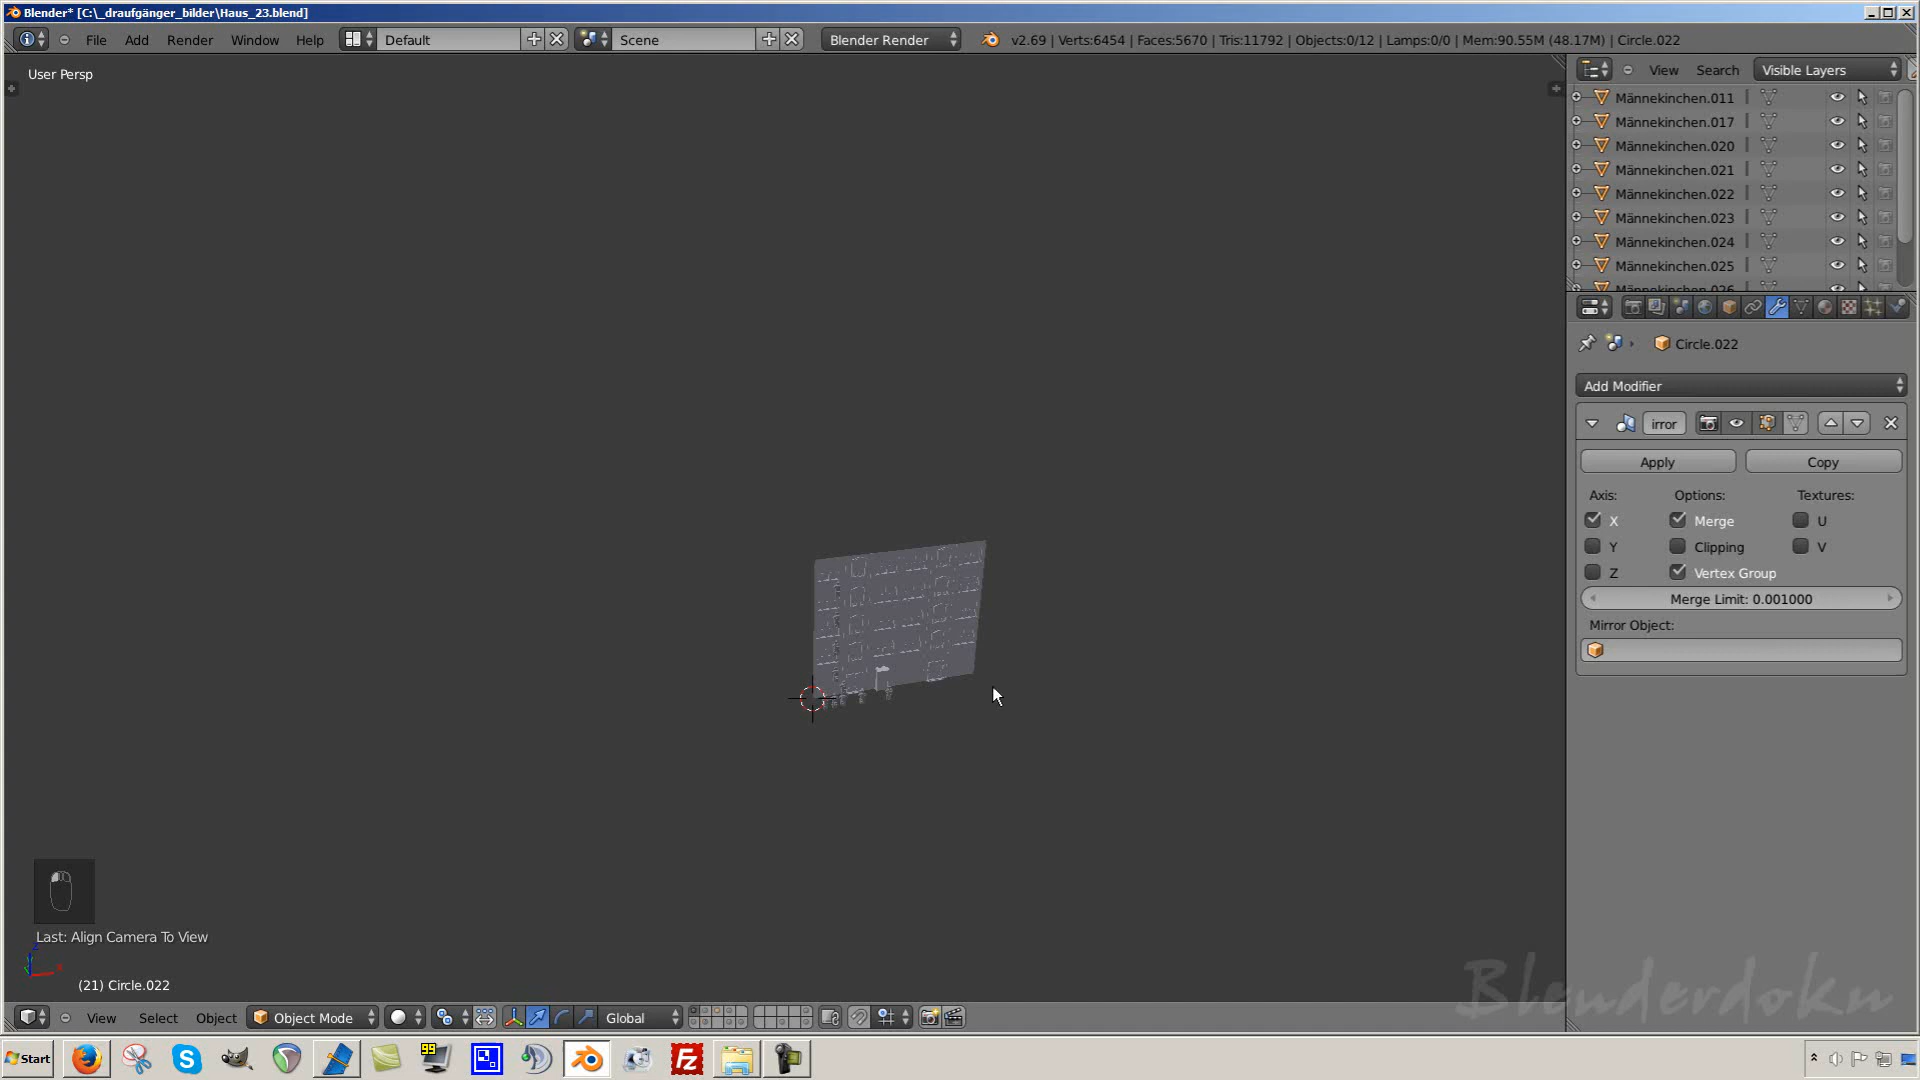 Blender* [C:\_draufgänger_bilder\Haus_23.blend]
File Add Render Window Help Default Scene Blender Render v2.69 | Verts:6454 | Faces:5670 | Tris:11792 | Objects:0/12 | Lamps:0/0 | Mem:90.55M (48.17M) | Circle.022
User Persp
View Search Visible Layers
Männekinchen.011
Männekinchen.017
Männekinchen.020
Männekinchen.021
Männekinchen.022
Männekinchen.023
Männekinchen.024
Männekinchen.025
Männekinchen.026
Circle.022
Add Modifier
irror
Apply Copy
Axis: Options: Textures:
X Merge U
Y Clipping V
Z Vertex Group
Merge Limit: 0.001000
Mirror Object:
Last: Align Camera To View
(21) Circle.022
Blenderdoku
View Select Object Object Mode Global
Start
99